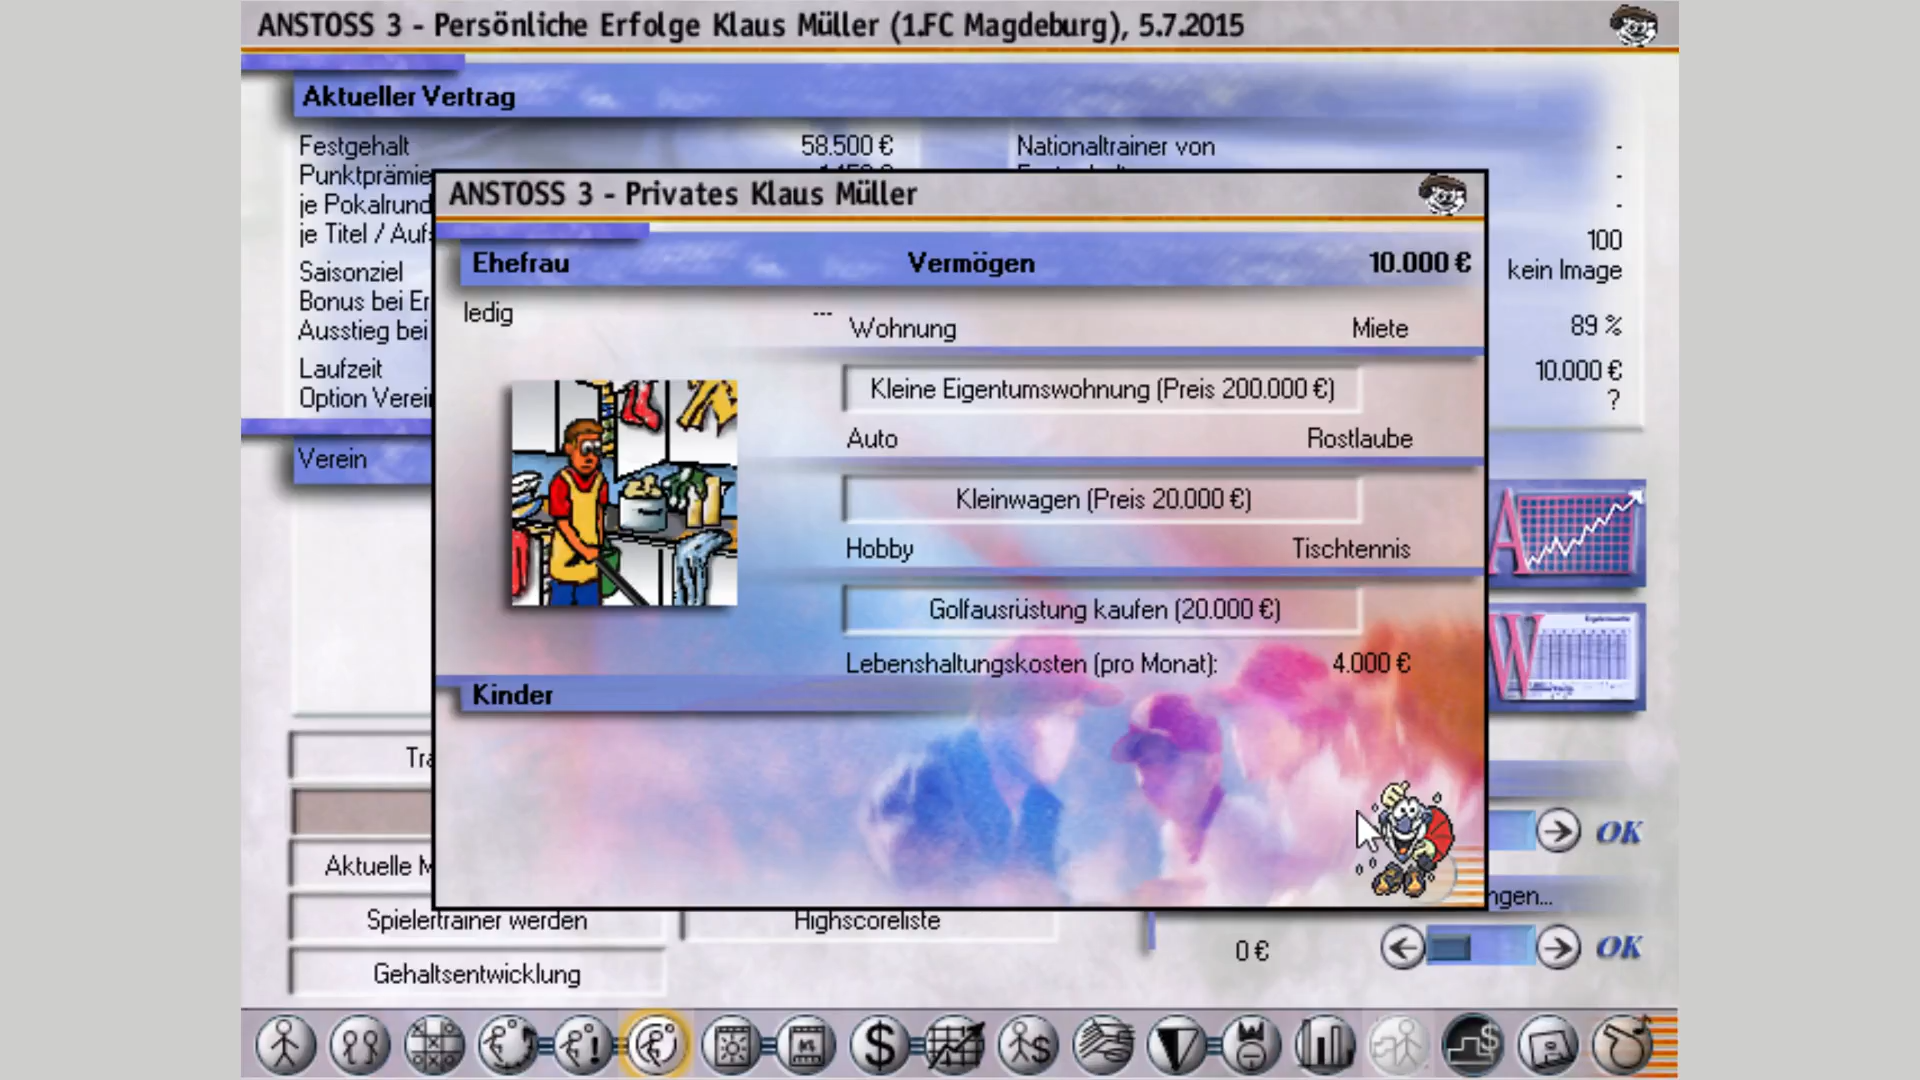 ANSTOSS 3 - Persönliche Erfolge Klaus Müller (1.FC Magdeburg), 5.7.2015
Aktueller Vertrag
Festgehalt 58.500 € Nationaltrainer von -
Punktprämie -
je Pokalrund -
je Titel / Auf
100
Saisonziel kein Image
Bonus bei Er
Ausstieg bei 89 %
Laufzeit 10.000 €
Option Verei ?
Verein
ANSTOSS 3 - Privates Klaus Müller
Ehefrau Vermögen 10.000 €
ledig ---
Wohnung Miete
Kleine Eigentumswohnung (Preis 200.000 €)
Auto Rostlaube
Kleinwagen (Preis 20.000 €)
Hobby Tischtennis
Golfausrüstung kaufen (20.000 €)
Lebenshaltungskosten (pro Monat): 4.000 €
Kinder
A
W
Tra
OK
Aktuelle M
ngen...
Spielertrainer werden Highscoreliste
0 € OK
Gehaltsentwicklung